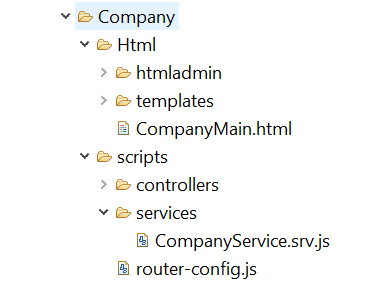 Company
Html
htmladmin
templates
CompanyMain.html
scripts
controllers
services
CompanyService.srv.js
router-config.js